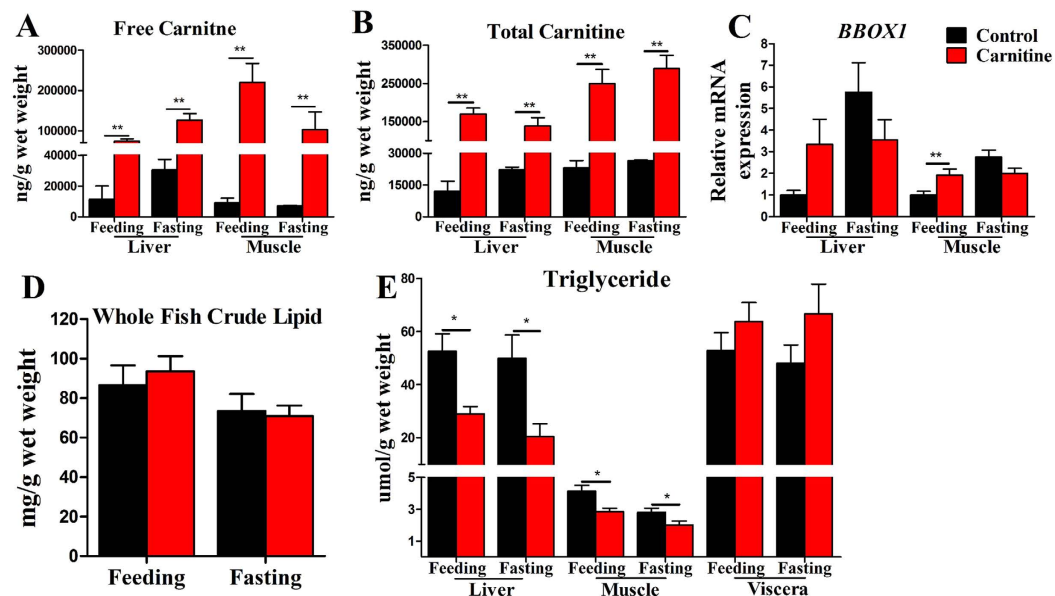 A
Free Carnitne
ng/g wet weight
300000
200000
100000
40000
20000
0
**
**
**
**
Feeding Fasting Feeding Fasting
Liver Muscle
B
Total Carnitine
ng/g wet weight
350000
250000
150000
30000
15000
0
**
**
**
**
Feeding Fasting Feeding Fasting
Liver Muscle
C
BBOX1
Relative mRNA
expression
8
7
6
5
4
3
2
1
0
**
Feeding Fasting Feeding Fasting
Liver Muscle
Control
Carnitine
D
Whole Fish Crude Lipid
mg/g wet weight
120
100
80
60
40
20
0
Feeding Fasting
E
Triglyceride
umol/g wet weight
80
60
40
20
5
3
1
*
*
*
*
Feeding Fasting Feeding Fasting Feeding Fasting
Liver Muscle Viscera